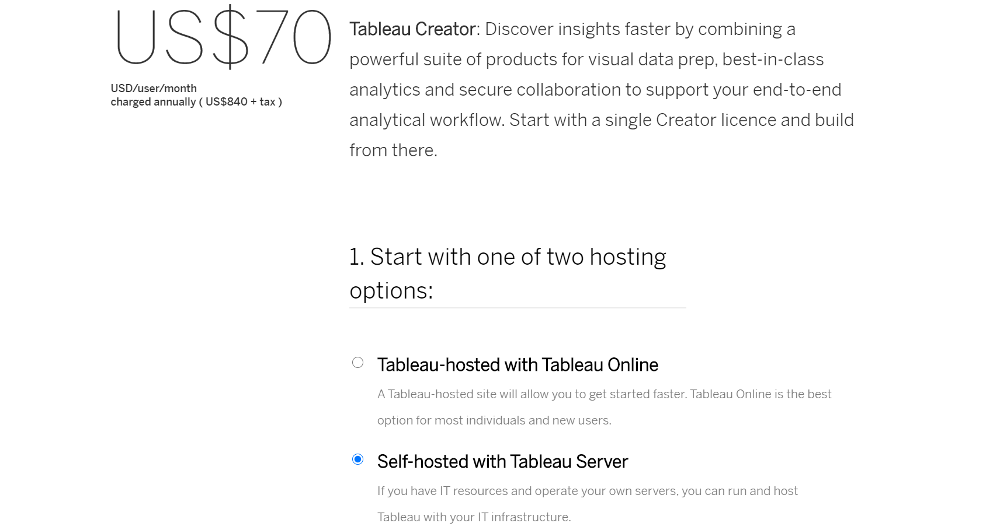 US$70
USD/user/month
charged annually ( US$840 + tax )
Tableau Creator: Discover insights faster by combining a
powerful suite of products for visual data prep, best-in-class
analytics and secure collaboration to support your end-to-end
analytical workflow. Start with a single Creator licence and build
from there.
1. Start with one of two hosting
options:
Tableau-hosted with Tableau Online
A Tableau-hosted site will allow you to get started faster. Tableau Online is the best
option for most individuals and new users.
Self-hosted with Tableau Server
If you have IT resources and operate your own servers, you can run and host
Tableau with your IT infrastructure.